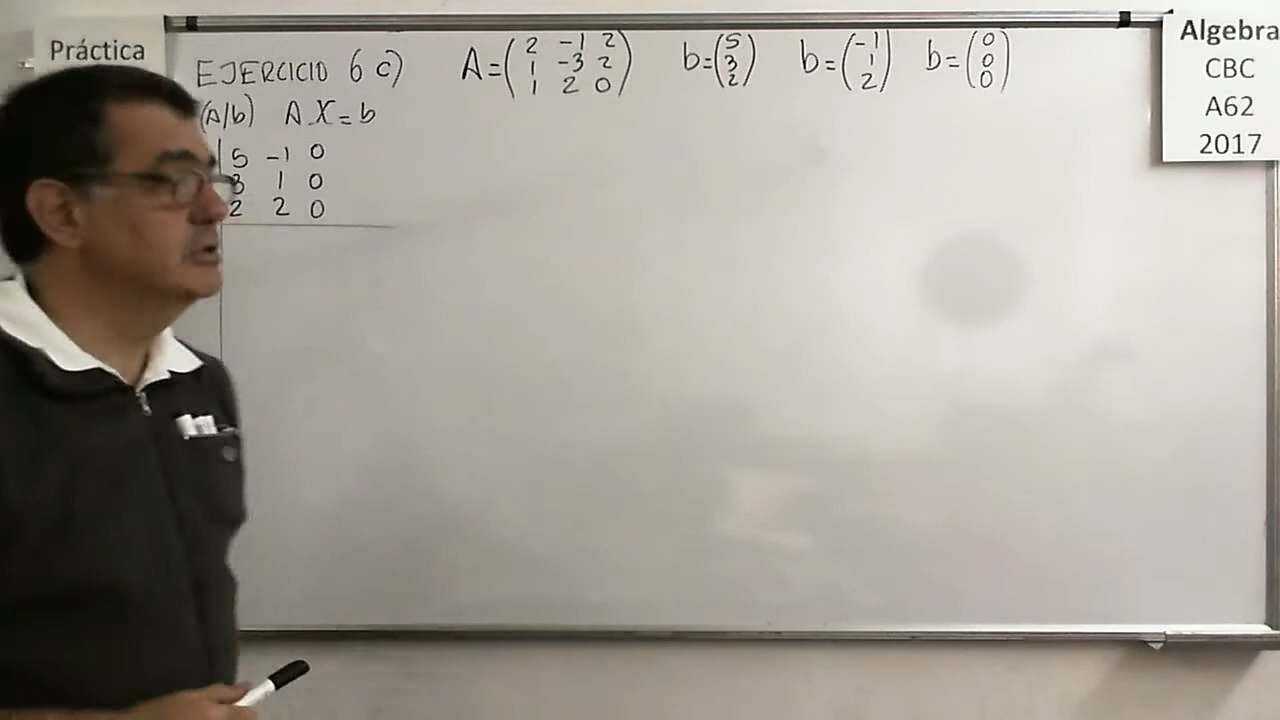 Práctica
EJERCICIO 6 c) A=(2 -1 2 b=(5 b=(-1 b=(0
1 -3 2 3 1 0
1 2 0) 2) 2) 0)
(A/b) A.X=b
| 5 -1 0
3 1 0
2 2 0
Algebra
CBC
A62
2017